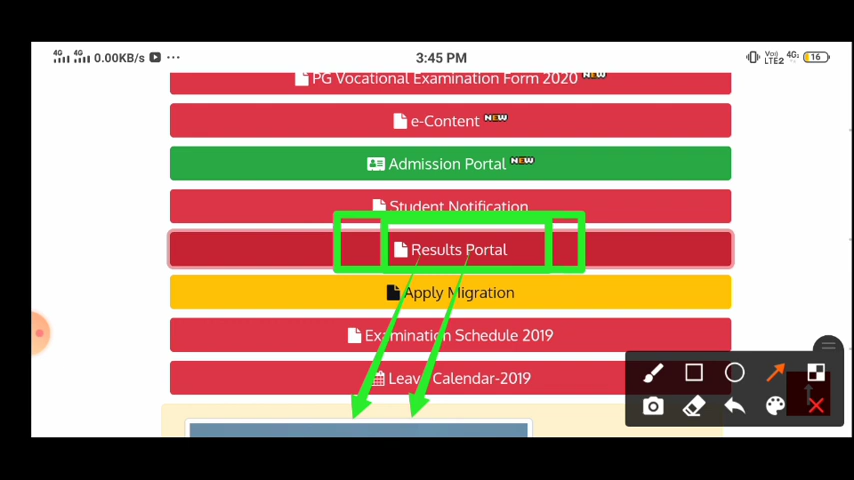 4G 4G 0.00KB/s ... 3:45 PM Vo) LTE2 4G 16
PG Vocational Examination Form 2020 NEW
e-Content NEW
Admission Portal NEW
Student Notification
Results Portal
Apply Migration
Examination Schedule 2019
Leave Calendar-2019